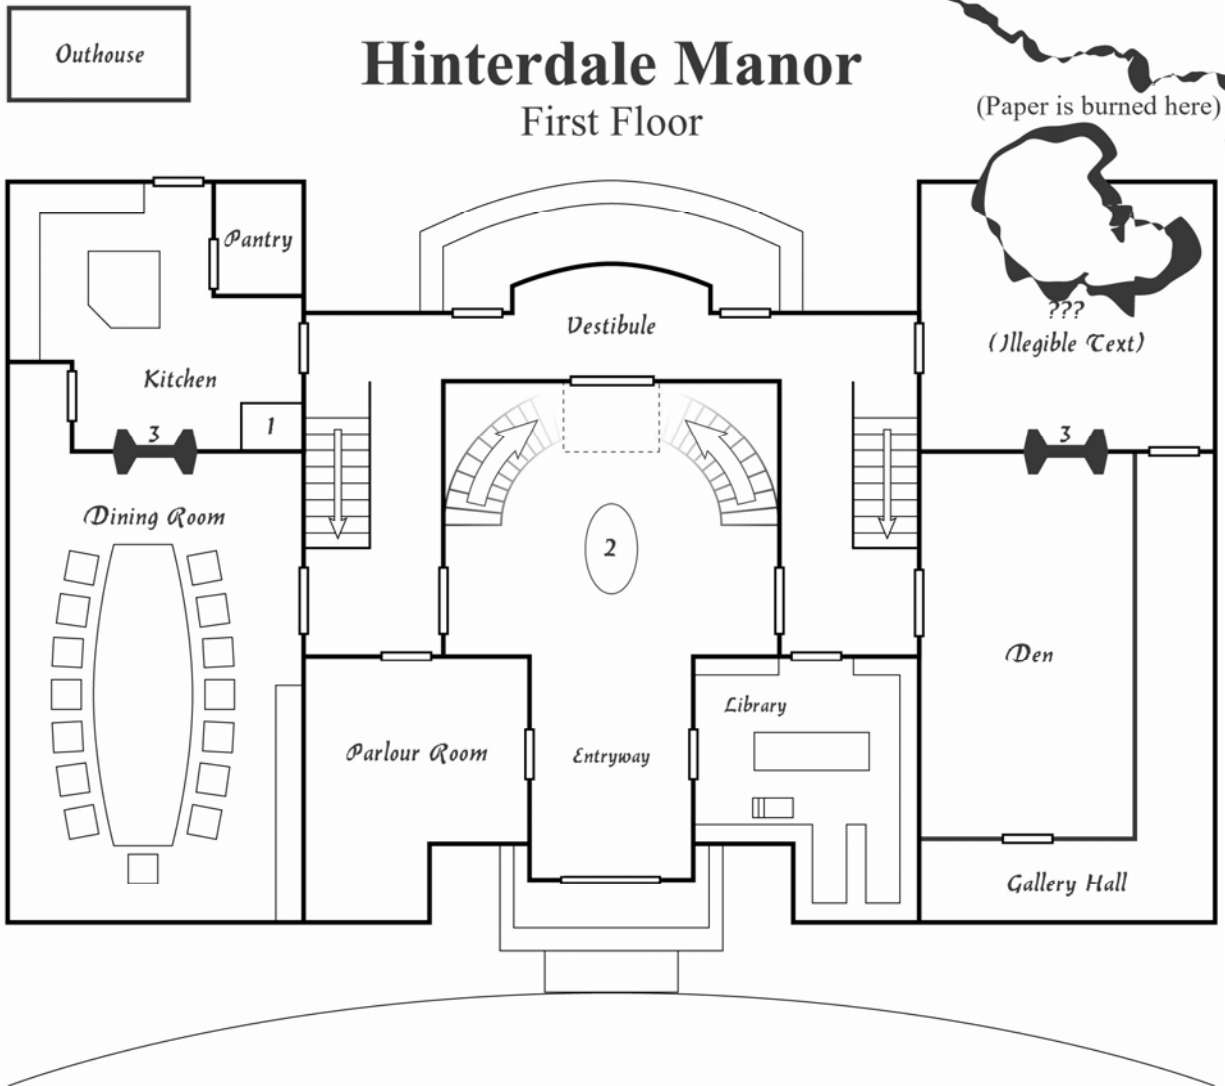 Outhouse
Hinterdale Manor
First Floor
(Paper is burned here)
Pantry
Vestibule
???
(Illegible Text)
Kitchen
1
3
3
Dining Room
2
Den
Library
Parlour Room
Entryway
Gallery Hall